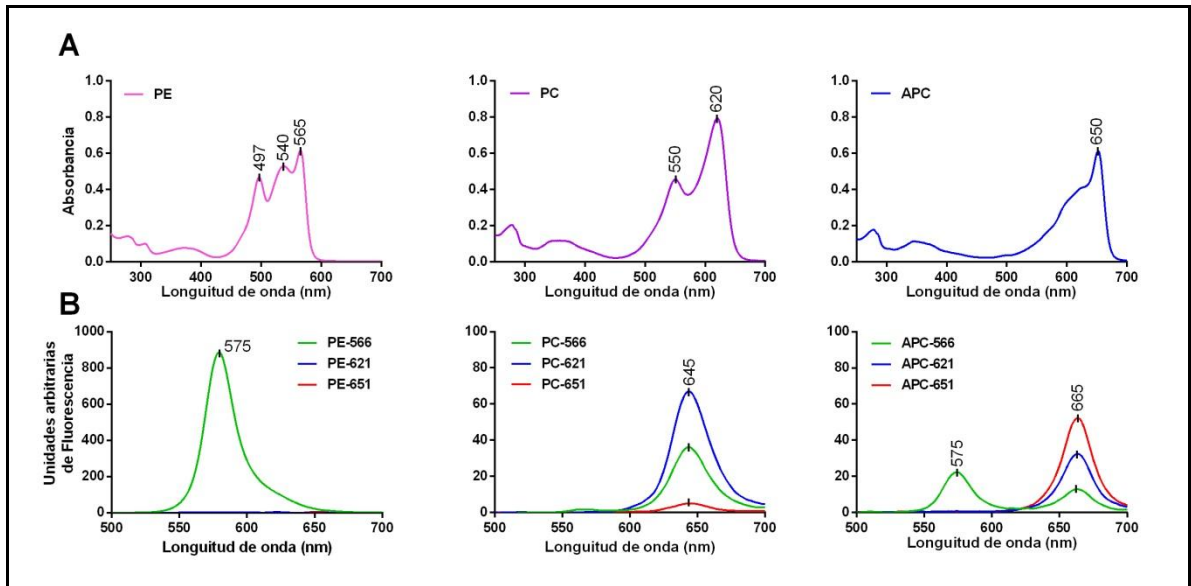 A
PE
497
540
565
Absorbancia
1.0
0.8
0.6
0.4
0.2
0.0
300 400 500 600 700
Longuitud de onda (nm)
PC
550
620
1.0
0.8
0.6
0.4
0.2
0.0
300 400 500 600 700
Longuitud de onda (nm)
APC
650
1.0
0.8
0.6
0.4
0.2
0.0
300 400 500 600 700
Longuitud de onda (nm)
B
575
PE-566
PE-621
PE-651
Unidades arbitrarias
de Fluorescencia
1000
800
600
400
200
0
500 550 600 650 700
Longuitud de onda (nm)
PC-566
PC-621
PC-651
645
100
80
60
40
20
0
500 550 600 650 700
Longuitud de onda (nm)
APC-566
APC-621
APC-651
575
665
100
80
60
40
20
0
500 550 600 650 700
Longuitud de onda (nm)